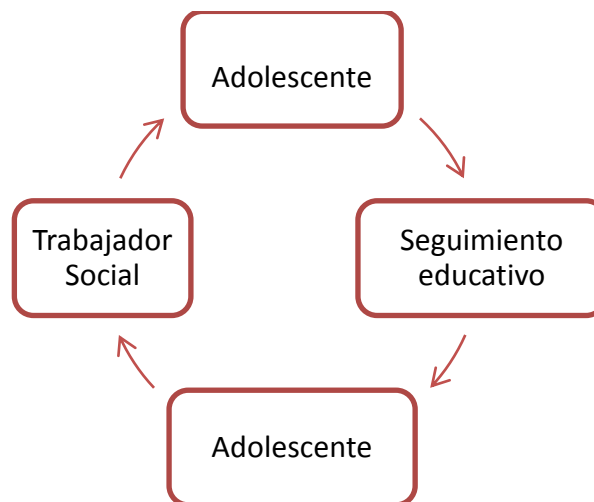 Adolescente
Trabajador
Social
Seguimiento
educativo
Adolescente